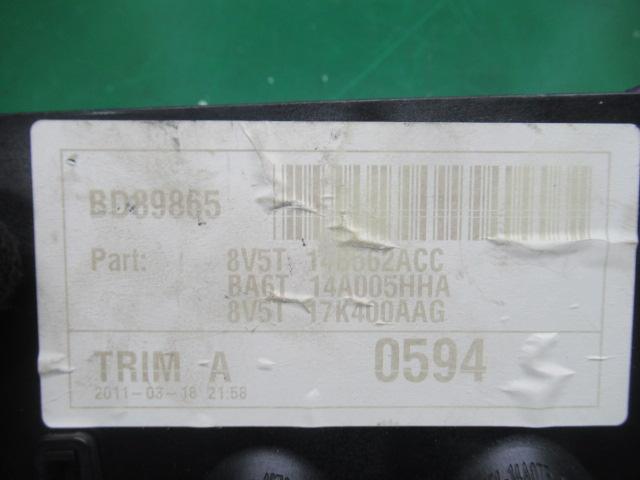 BD89865
Part: 8V5T 14B562ACC
BA6T 14A005HHA
8V5T 17K400AAG
TRIM A 0594
2011-03-18 21:58